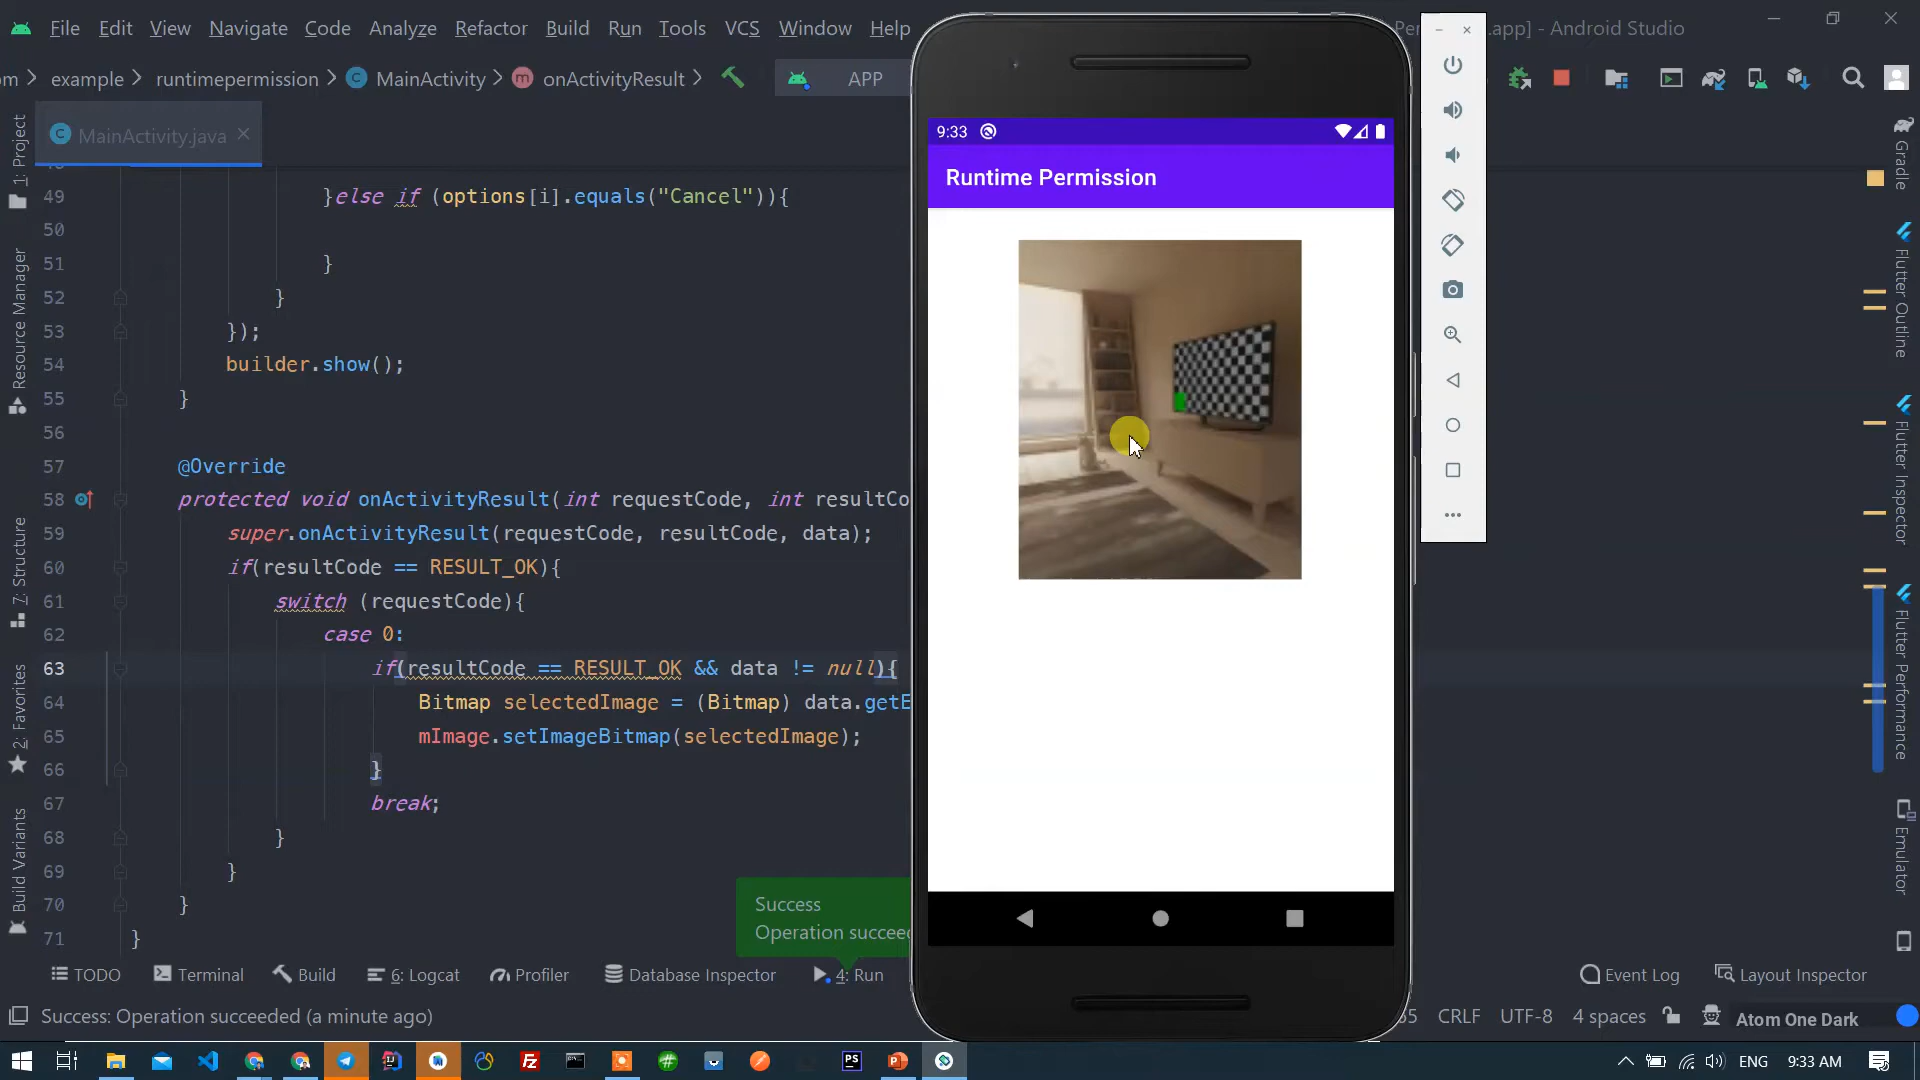 File Edit View Navigate Code Analyze Refactor Build Run Tools VCS Window Help
app] - Android Studio
example runtimepermission MainActivity onActivityResult APP
MainActivity.java
49 }else if (options[i].equals("Cancel")){
50
51 }
52 }
53 });
54 builder.show();
55 }
56
57 @Override
58 protected void onActivityResult(int requestCode, int resultCo
59 super.onActivityResult(requestCode, resultCode, data);
60 if(resultCode == RESULT_OK){
61 switch (requestCode){
62 case 0:
63 if(resultCode == RESULT_OK && data != null){
64 Bitmap selectedImage = (Bitmap) data.getE
65 mImage.setImageBitmap(selectedImage);
66 }
67 break;
68 }
69 }
70 }
71 }
1: Project
Resource Manager
7: Structure
2: Favorites
Build Variants
9:33
Runtime Permission
Gradle
Flutter Outline
Flutter Inspector
Flutter Performance
Emulator
Success
Operation succeed
TODO Terminal Build 6: Logcat Profiler Database Inspector 4: Run Event Log Layout Inspector
Success: Operation succeeded (a minute ago)
CRLF UTF-8 4 spaces Atom One Dark
ENG 9:33 AM